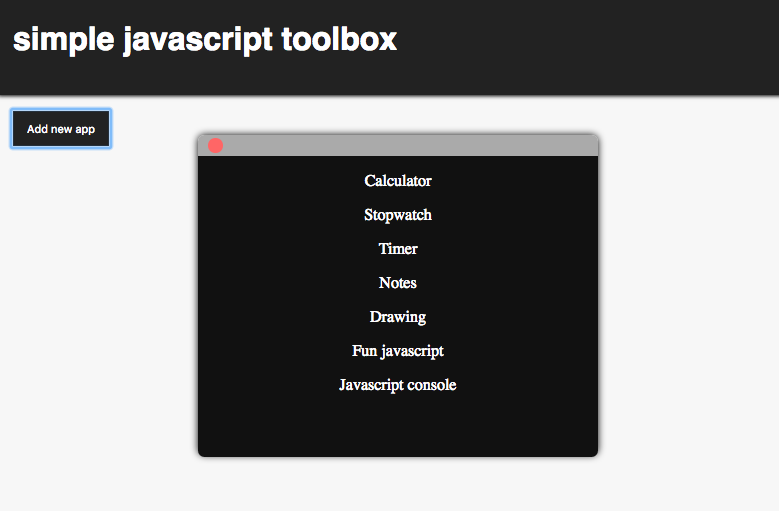 simple javascript toolbox
Add new app
Calculator
Stopwatch
Timer
Notes
Drawing
Fun javascript
Javascript console